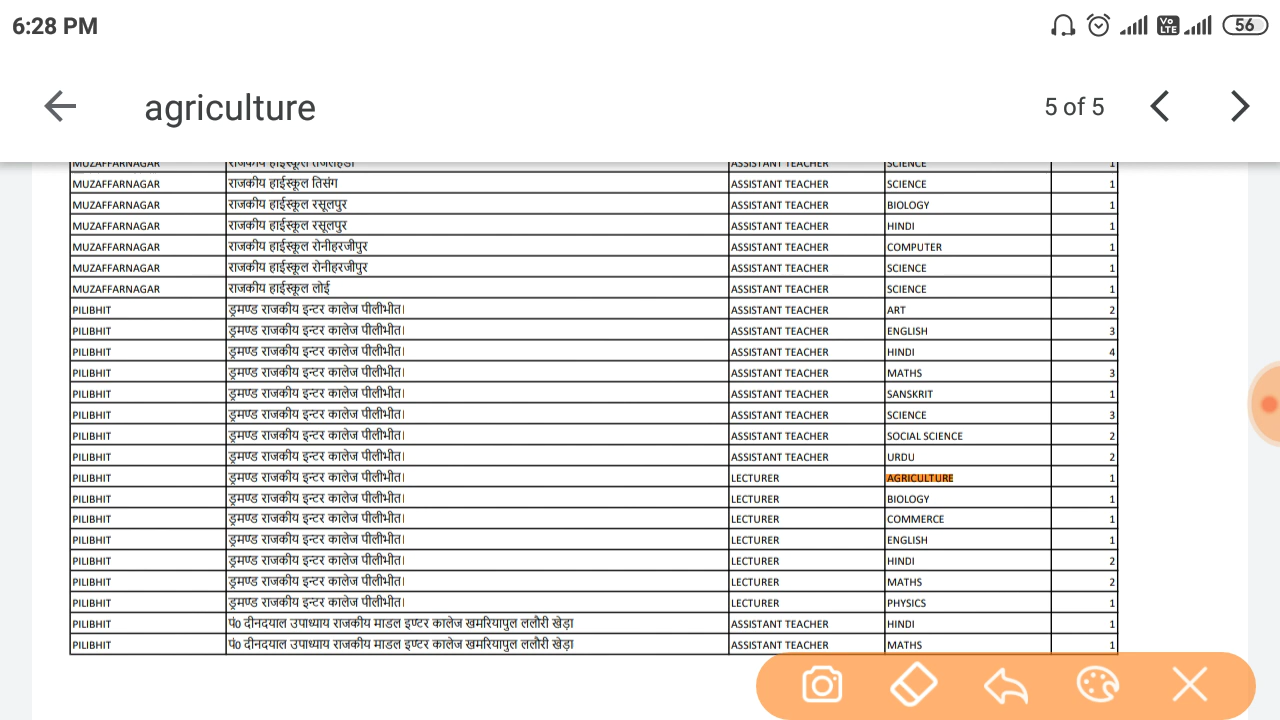 6:28 PM Vo LTE 56
agriculture 5 of 5
MUZAFFARNAGAR राजकीय हाईस्कूल ASSISTANT TEACHER SCIENCE 1
MUZAFFARNAGAR राजकीय हाईस्कूल तिसंग ASSISTANT TEACHER SCIENCE 1
MUZAFFARNAGAR राजकीय हाईस्कूल रसूलपुर ASSISTANT TEACHER BIOLOGY 1
MUZAFFARNAGAR राजकीय हाईस्कूल रसूलपुर ASSISTANT TEACHER HINDI 1
MUZAFFARNAGAR राजकीय हाईस्कूल रोनीहरजीपुर ASSISTANT TEACHER COMPUTER 1
MUZAFFARNAGAR राजकीय हाईस्कूल रोनीहरजीपुर ASSISTANT TEACHER SCIENCE 1
MUZAFFARNAGAR राजकीय हाईस्कूल लोई ASSISTANT TEACHER SCIENCE 1
PILIBHIT ड्रमण्ड राजकीय इन्टर कालेज पीलीभीत। ASSISTANT TEACHER ART 2
PILIBHIT ड्रमण्ड राजकीय इन्टर कालेज पीलीभीत। ASSISTANT TEACHER ENGLISH 3
PILIBHIT ड्रमण्ड राजकीय इन्टर कालेज पीलीभीत। ASSISTANT TEACHER HINDI 4
PILIBHIT ड्रमण्ड राजकीय इन्टर कालेज पीलीभीत। ASSISTANT TEACHER MATHS 3
PILIBHIT ड्रमण्ड राजकीय इन्टर कालेज पीलीभीत। ASSISTANT TEACHER SANSKRIT 1
PILIBHIT ड्रमण्ड राजकीय इन्टर कालेज पीलीभीत। ASSISTANT TEACHER SCIENCE 3
PILIBHIT ड्रमण्ड राजकीय इन्टर कालेज पीलीभीत। ASSISTANT TEACHER SOCIAL SCIENCE 2
PILIBHIT ड्रमण्ड राजकीय इन्टर कालेज पीलीभीत। ASSISTANT TEACHER URDU 2
PILIBHIT ड्रमण्ड राजकीय इन्टर कालेज पीलीभीत। LECTURER AGRICULTURE 1
PILIBHIT ड्रमण्ड राजकीय इन्टर कालेज पीलीभीत। LECTURER BIOLOGY 1
PILIBHIT ड्रमण्ड राजकीय इन्टर कालेज पीलीभीत। LECTURER COMMERCE 1
PILIBHIT ड्रमण्ड राजकीय इन्टर कालेज पीलीभीत। LECTURER ENGLISH 1
PILIBHIT ड्रमण्ड राजकीय इन्टर कालेज पीलीभीत। LECTURER HINDI 2
PILIBHIT ड्रमण्ड राजकीय इन्टर कालेज पीलीभीत। LECTURER MATHS 2
PILIBHIT ड्रमण्ड राजकीय इन्टर कालेज पीलीभीत। LECTURER PHYSICS 1
PILIBHIT पं0 दीनदयाल उपाध्याय राजकीय माडल इण्टर कालेज खमरियापुल ललौरी खेड़ा ASSISTANT TEACHER HINDI 1
PILIBHIT पं0 दीनदयाल उपाध्याय राजकीय माडल इण्टर कालेज खमरियापुल ललौरी खेड़ा ASSISTANT TEACHER MATHS 1